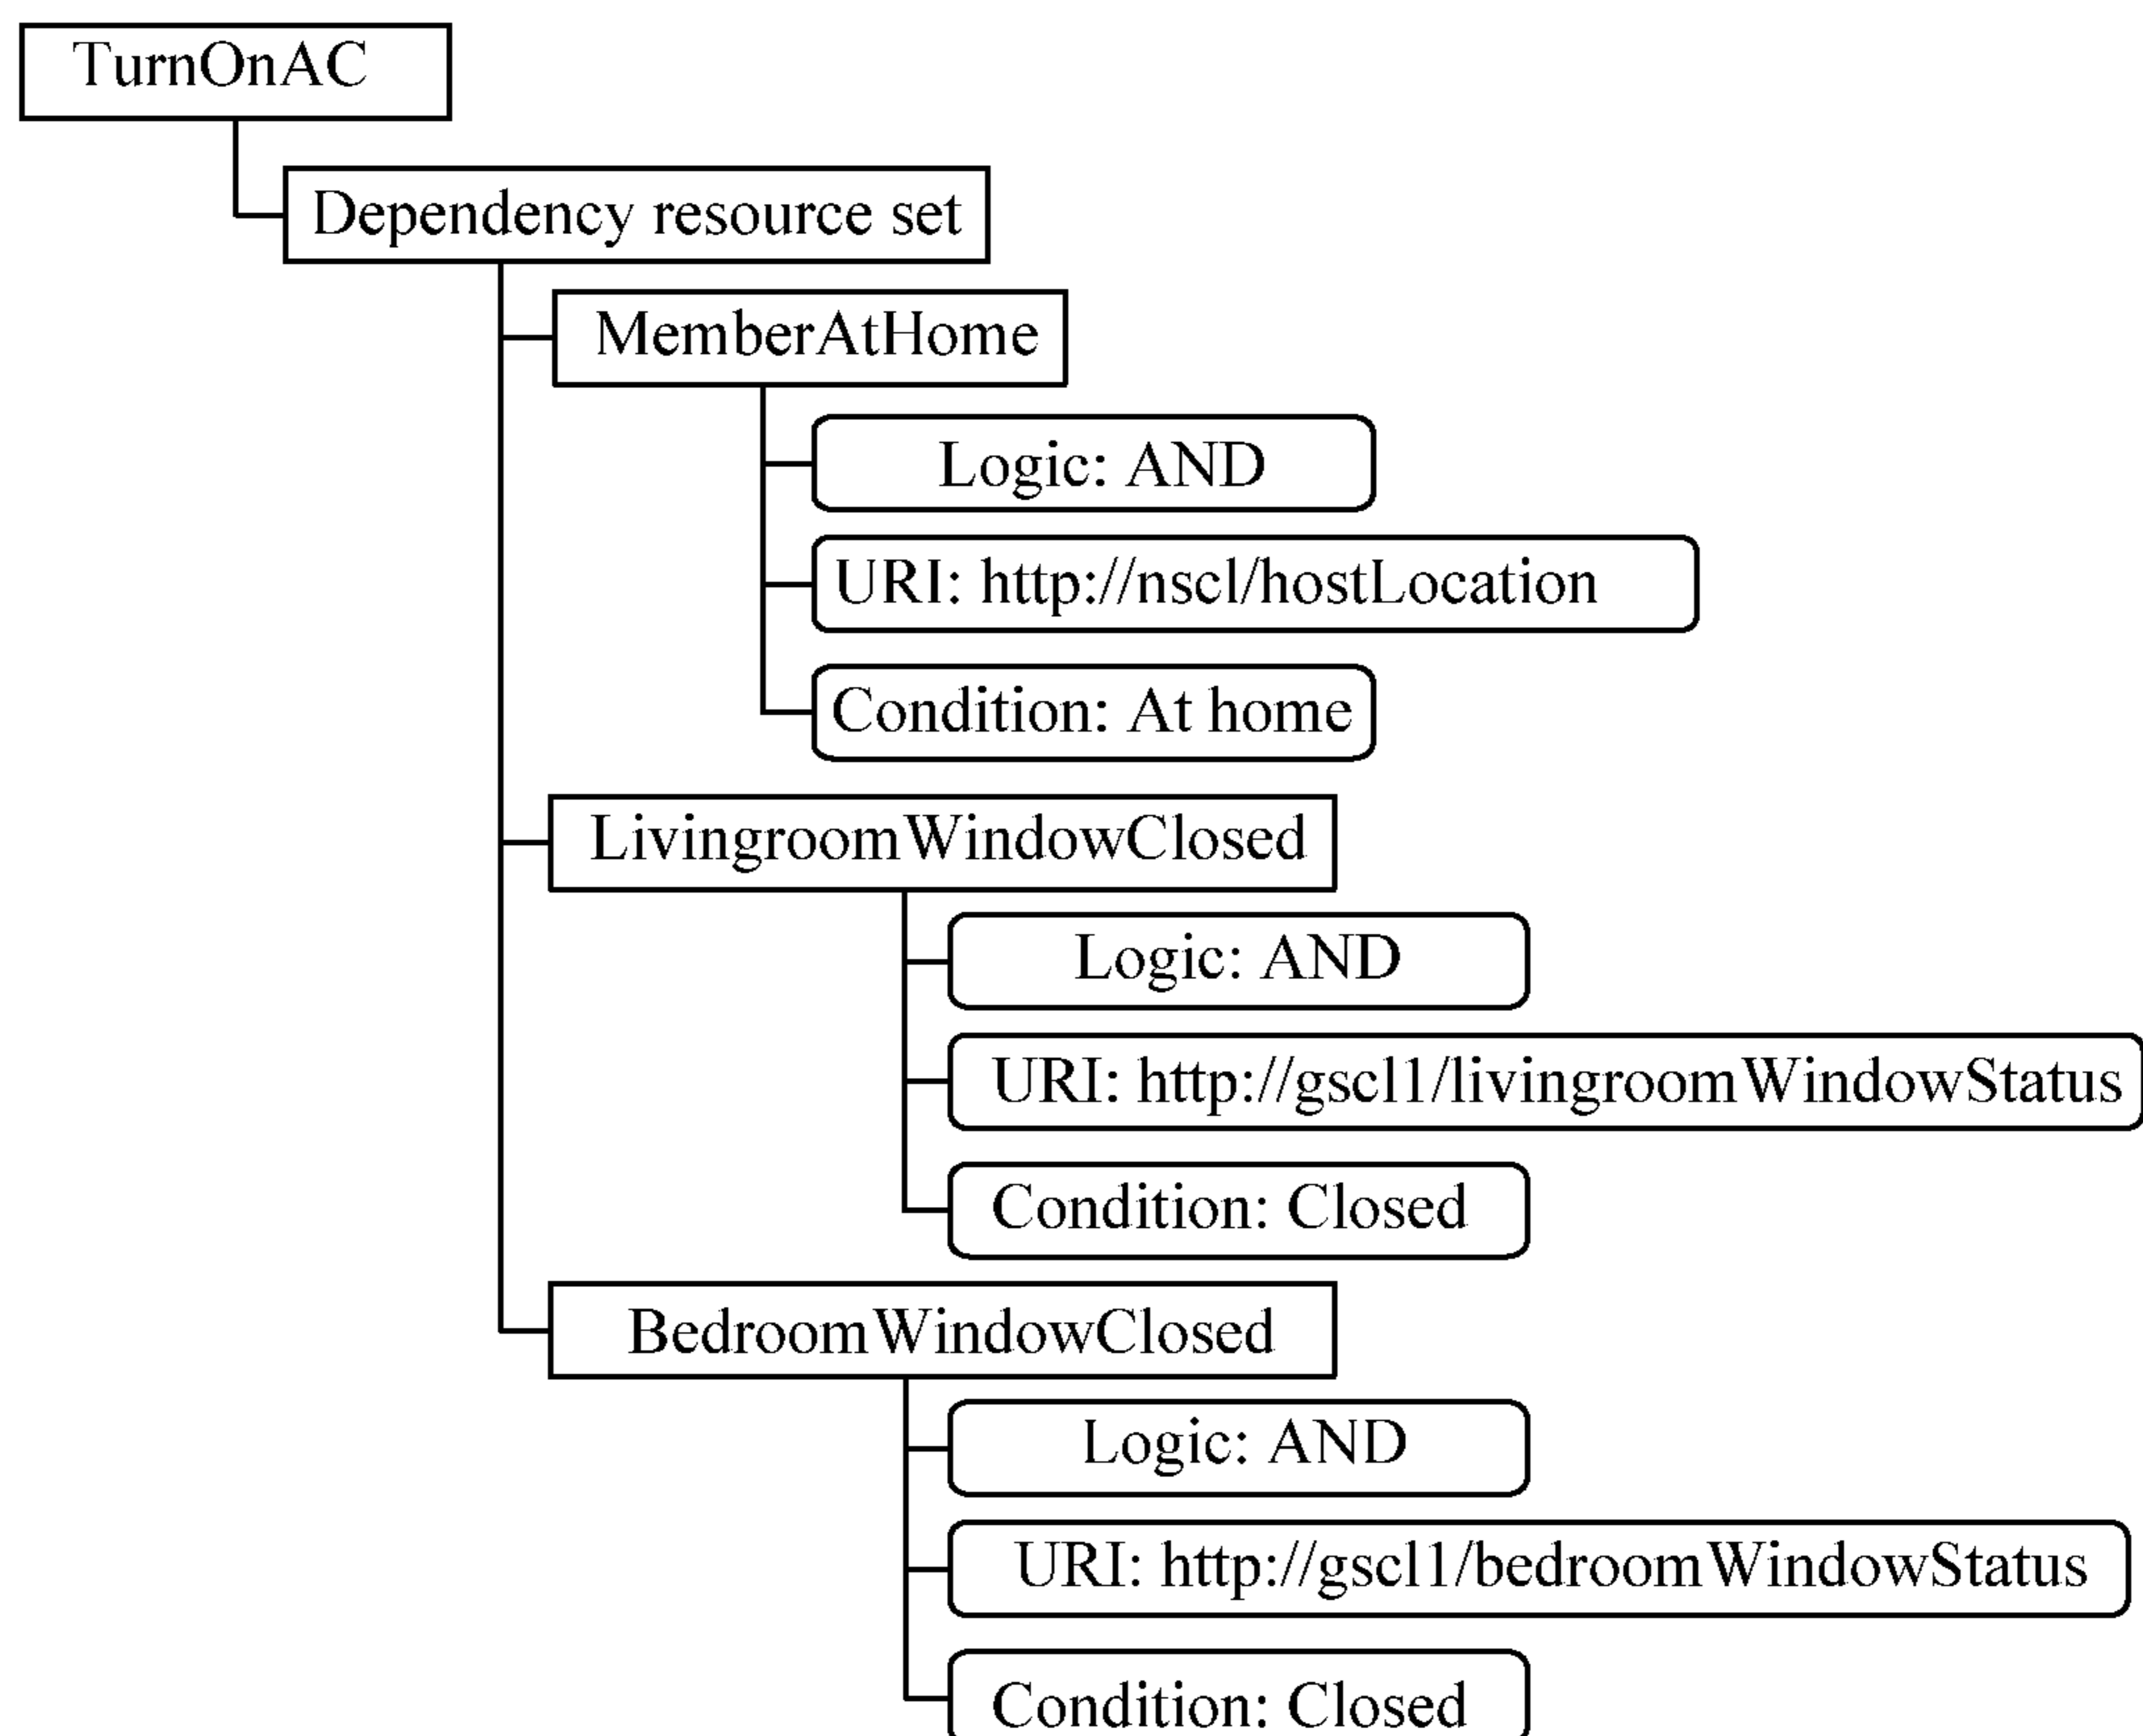 TurnOnAC
Dependency resource set
MemberAtHome
Logic: AND
URI: http://nscl/hostLocation
Condition: At home
LivingroomWindowClosed
Logic: AND
URI: http://gscl1/livingroomWindowStatus
Condition: Closed
BedroomWindowClosed
Logic: AND
URI: http://gscl1/bedroomWindowStatus
Condition: Closed